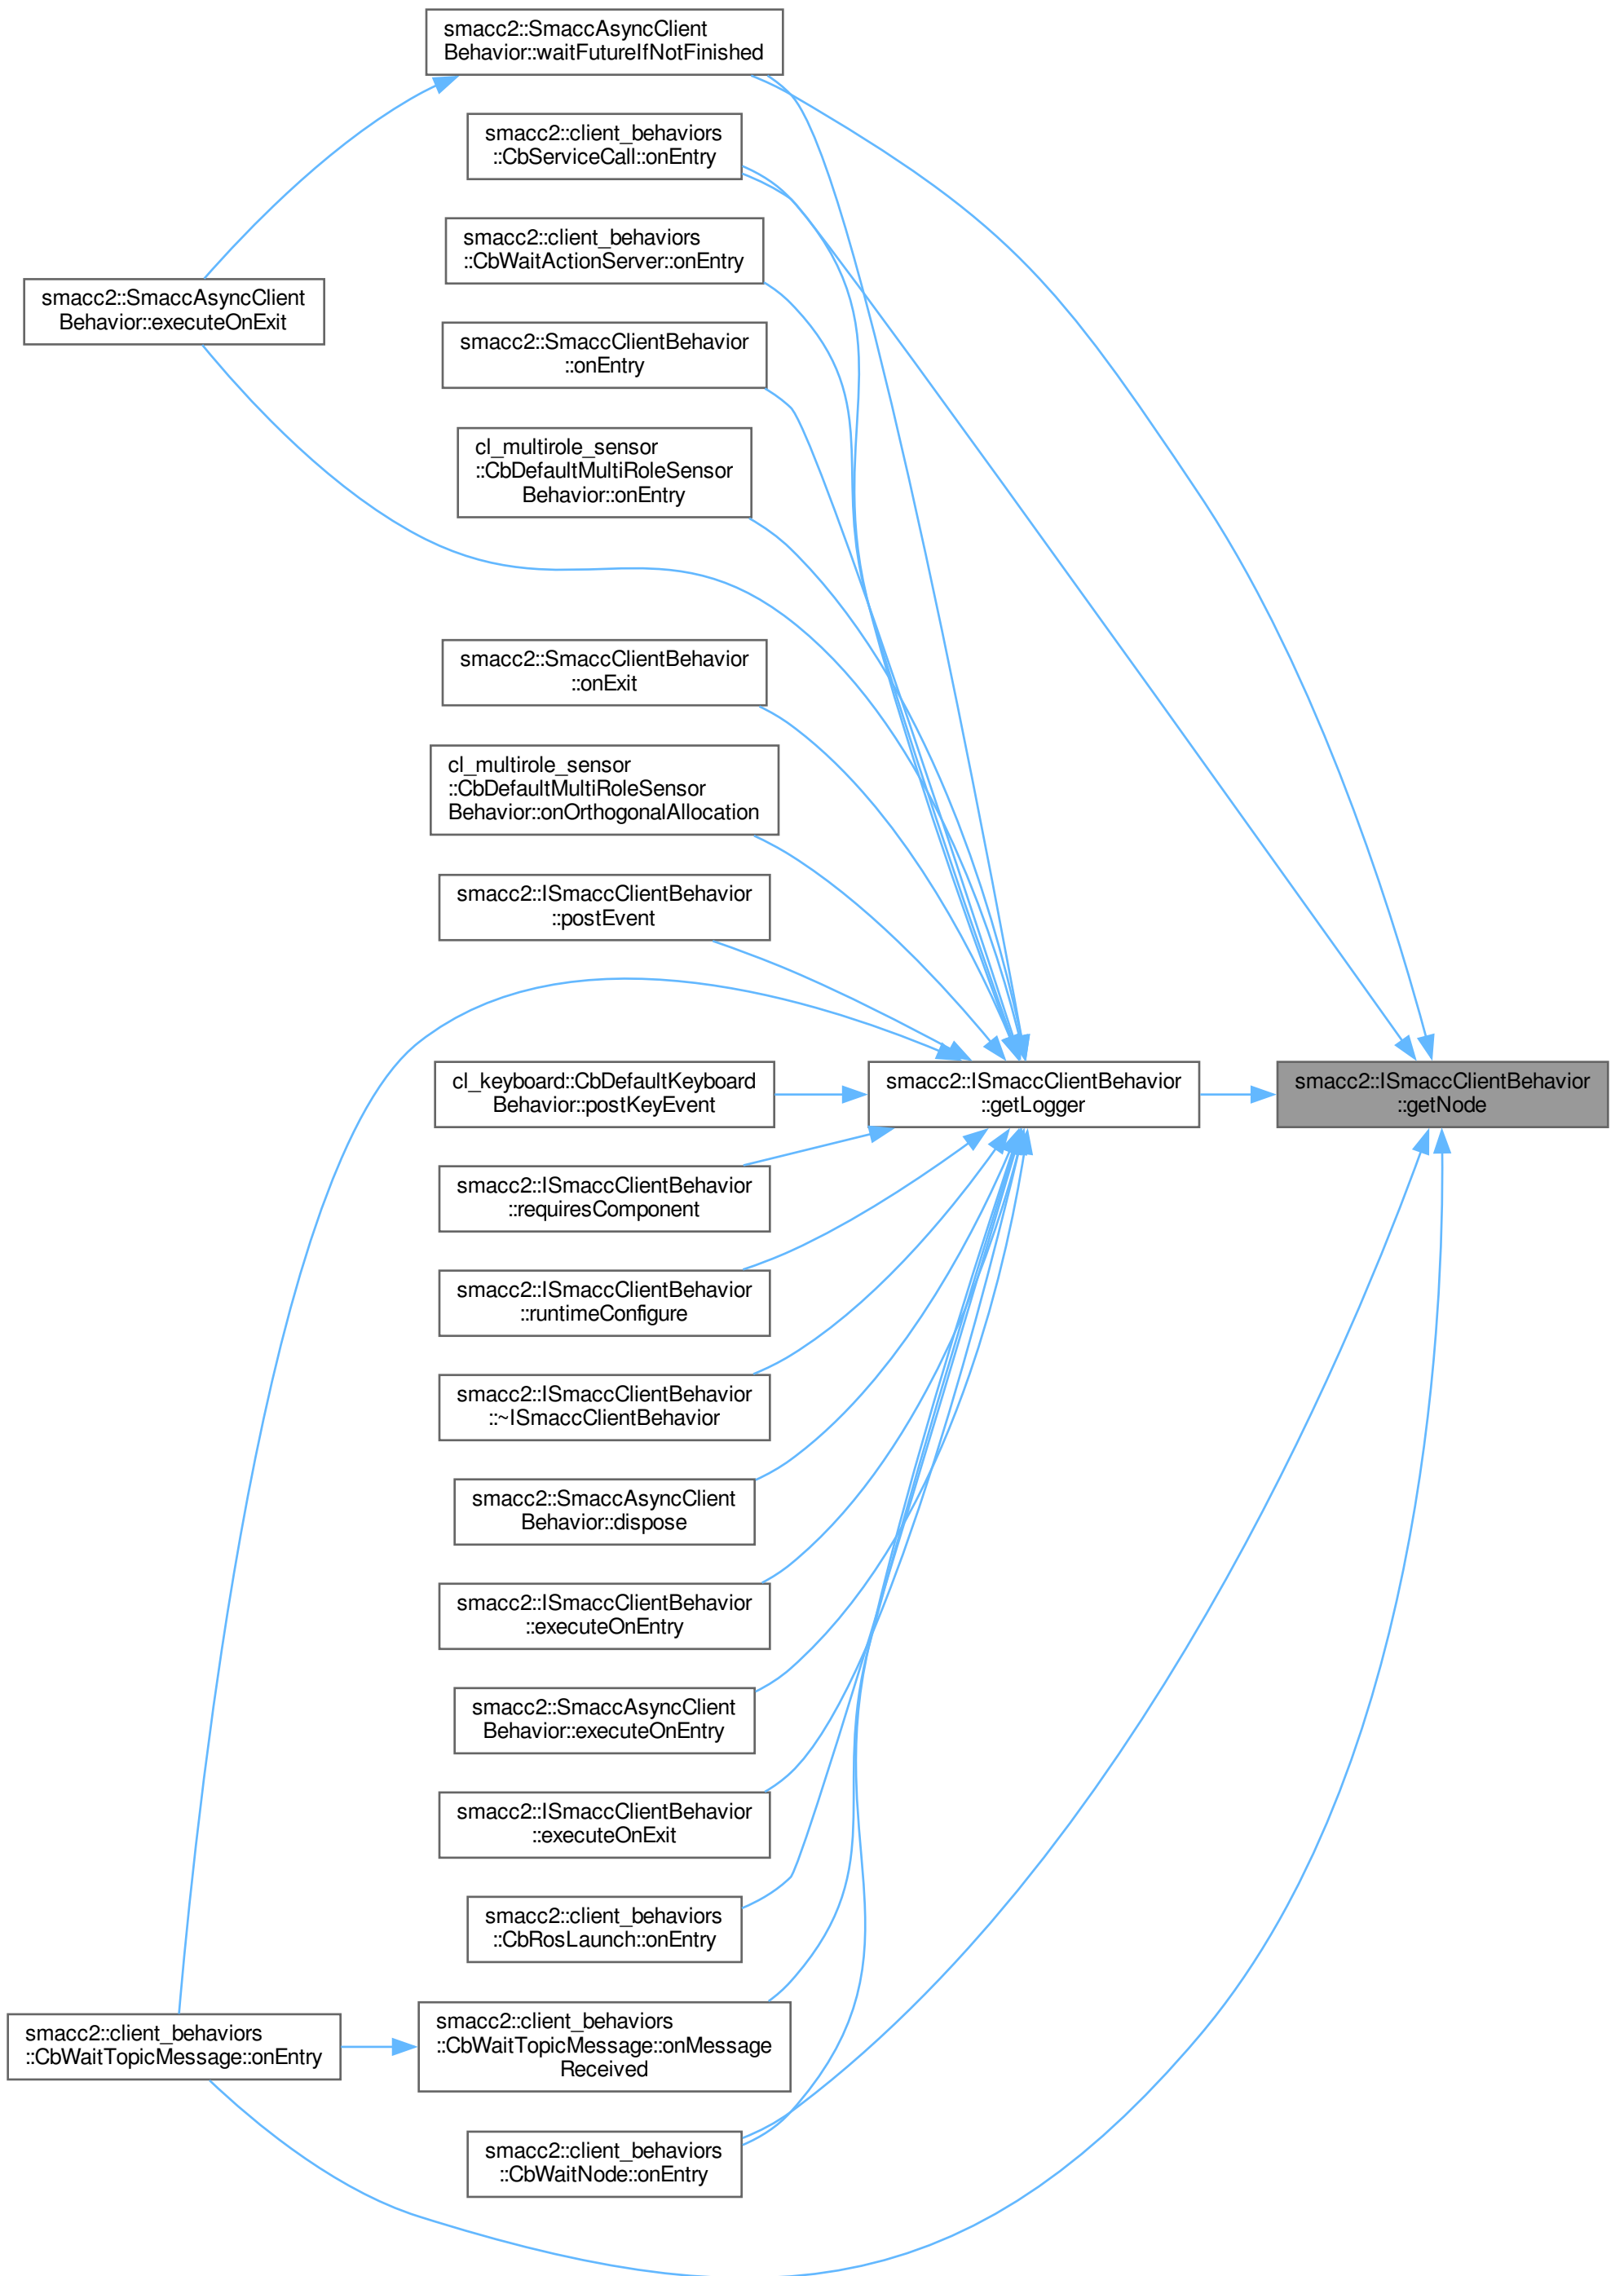 smacc2::SmaccAsyncClient
Behavior::waitFutureIfNotFinished
smacc2::client_behaviors
::CbServiceCall::onEntry
smacc2::client_behaviors
::CbWaitActionServer::onEntry
smacc2::SmaccAsyncClient
Behavior::executeOnExit
smacc2::SmaccClientBehavior
::onEntry
cl_multirole_sensor
::CbDefaultMultiRoleSensor
Behavior::onEntry
smacc2::SmaccClientBehavior
::onExit
cl_multirole_sensor
::CbDefaultMultiRoleSensor
Behavior::onOrthogonalAllocation
smacc2::ISmaccClientBehavior
::postEvent
cl_keyboard::CbDefaultKeyboard
Behavior::postKeyEvent
smacc2::ISmaccClientBehavior
::getLogger
smacc2::ISmaccClientBehavior
::getNode
smacc2::ISmaccClientBehavior
::requiresComponent
smacc2::ISmaccClientBehavior
::runtimeConfigure
smacc2::ISmaccClientBehavior
::~ISmaccClientBehavior
smacc2::SmaccAsyncClient
Behavior::dispose
smacc2::ISmaccClientBehavior
::executeOnEntry
smacc2::SmaccAsyncClient
Behavior::executeOnEntry
smacc2::ISmaccClientBehavior
::executeOnExit
smacc2::client_behaviors
::CbRosLaunch::onEntry
smacc2::client_behaviors
::CbWaitTopicMessage::onEntry
smacc2::client_behaviors
::CbWaitTopicMessage::onMessage
Received
smacc2::client_behaviors
::CbWaitNode::onEntry